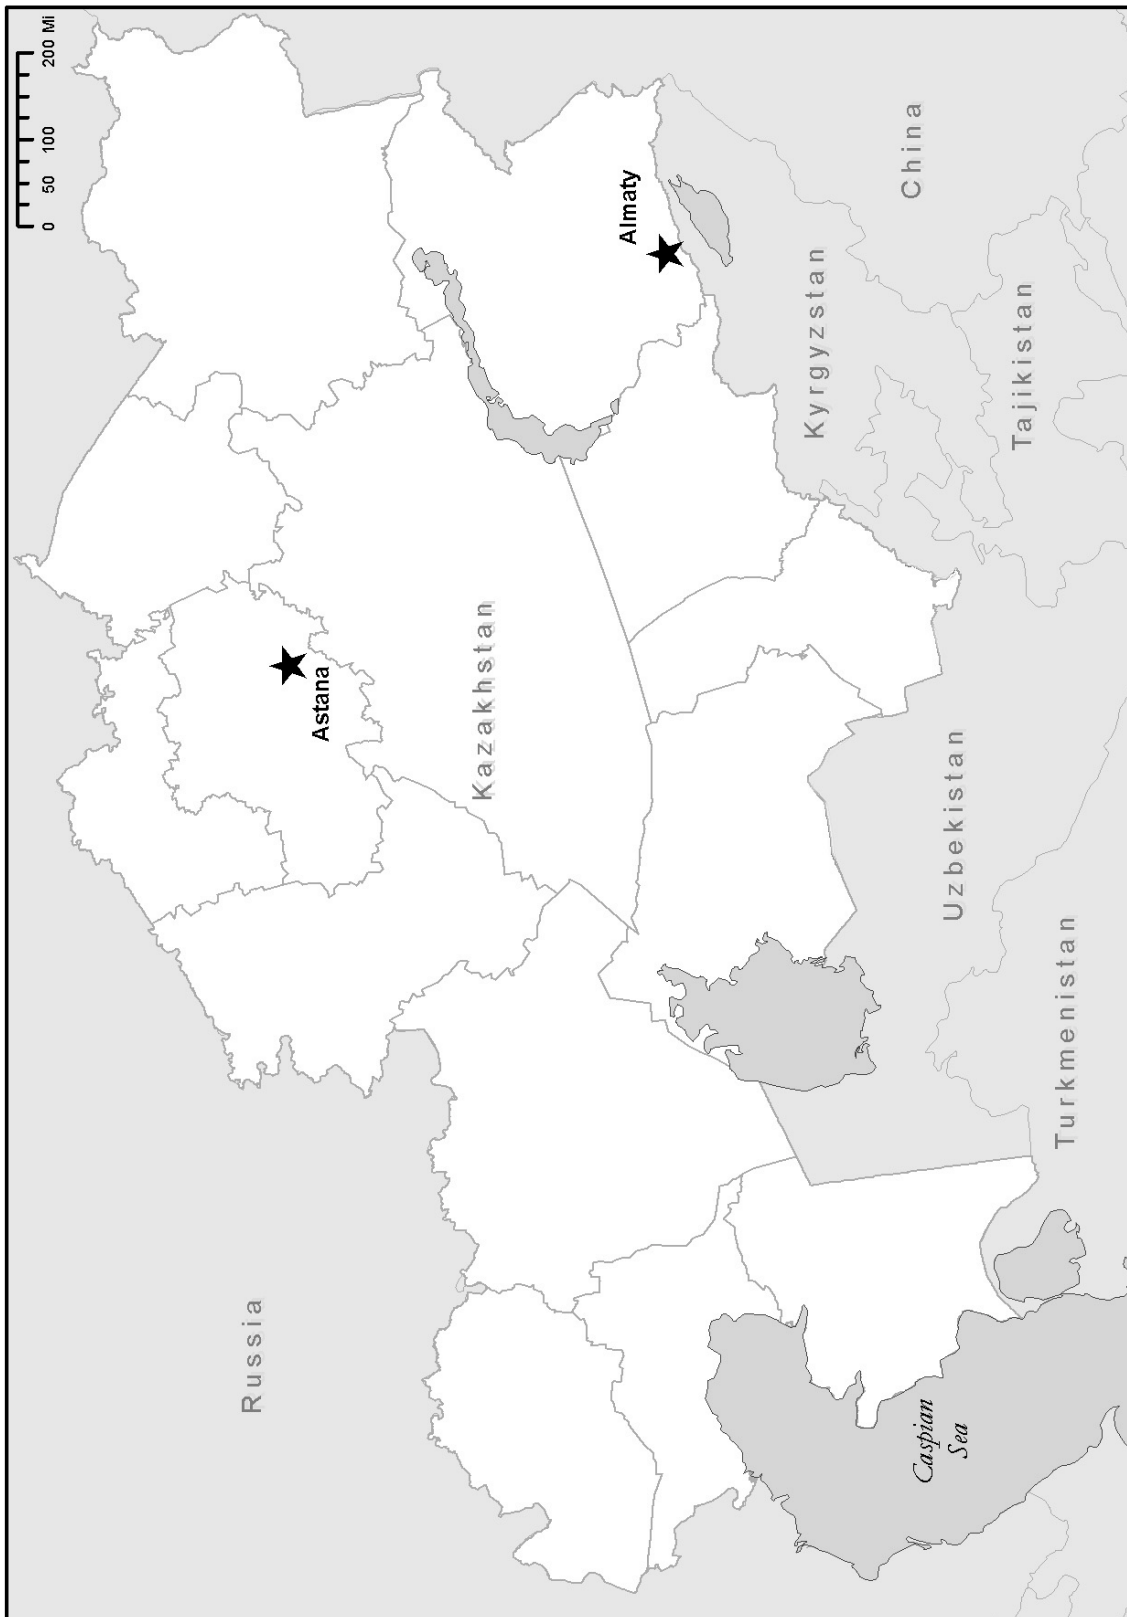 0 50 100 200 Mi
Russia
Astana
Kazakhstan
Almaty
China
Kyrgyzstan
Tajikistan
Uzbekistan
Turkmenistan
Caspian
Sea